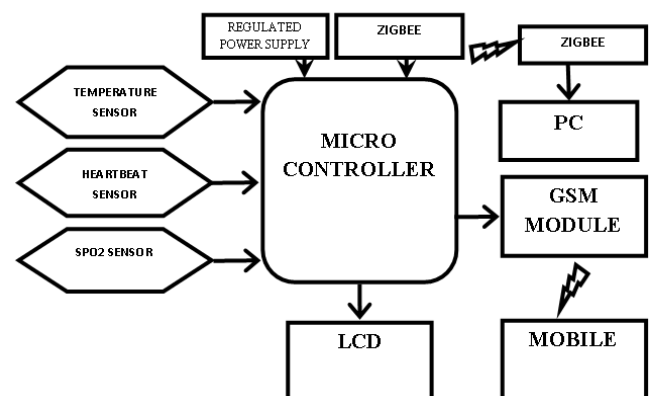 REGULATED
POWER SUPPLY
ZIGBEE
ZIGBEE
TEMPERATURE
SENSOR
MICRO
CONTROLLER
PC
HEARTBEAT
SENSOR
GSM
MODULE
SPO2 SENSOR
LCD
MOBILE